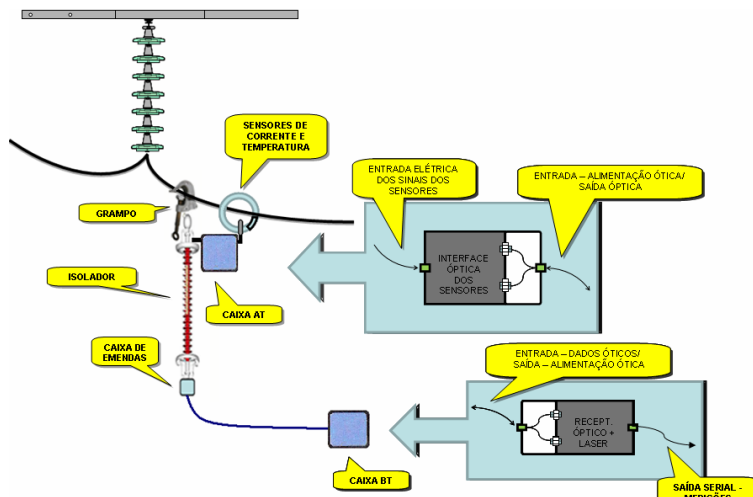 SENSORES DE
CORRENTE E
TEMPERATURA
ENTRADA ELÉTRICA
DOS SINAIS DOS
SENSORES
ENTRADA – ALIMENTAÇÃO ÓTICA/
SAÍDA ÓPTICA
GRAMPO
INTERFACE
ÓPTICA
DOS
SENSORES
ISOLADOR
CAIXA AT
CAIXA DE
EMENDAS
ENTRADA – DADOS ÓTICOS/
SAÍDA – ALIMENTAÇÃO ÓTICA
RECEPT.
ÓPTICO +
LASER
CAIXA BT
SAÍDA SERIAL -
MEDIÇÕES